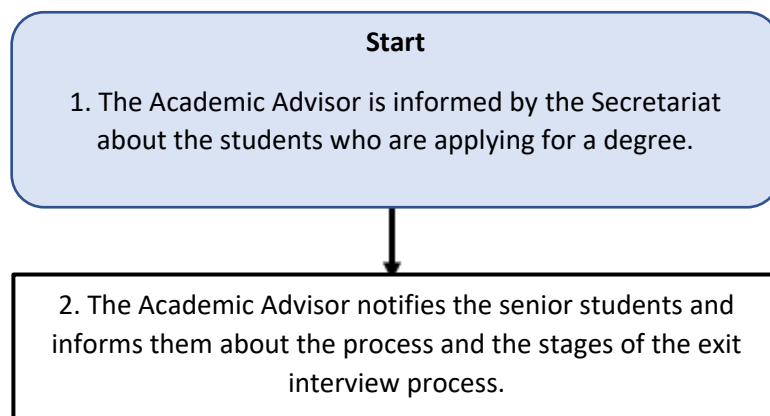 Start
1. The Academic Advisor is informed by the Secretariat
about the students who are applying for a degree.
2. The Academic Advisor notifies the senior students and
informs them about the process and the stages of the exit
interview process.